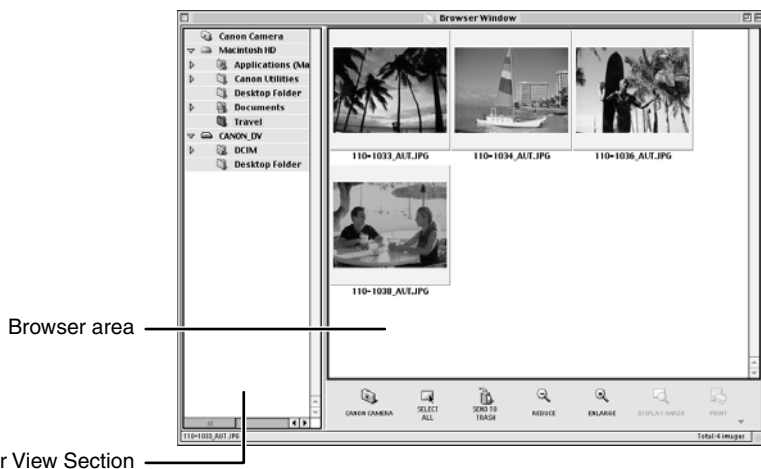 Browser Window
Canon Camera
Macintosh HD
Applications (Ma
Canon Utilities
Desktop Folder
Documents
Travel
CANON_DV
DCIM
Desktop Folder
110-1033_AUT.JPG
110-1034_AUT.JPG
110-1036_AUT.JPG
110-1038_AUT.JPG
Browser area
CANON CAMERA
SELECT ALL
SEND TO TRASH
REDUCE
ENLARGE
DISPLAY IMAGE
PRINT
110-1033_AUT.JPG
Total:4 images
r View Section